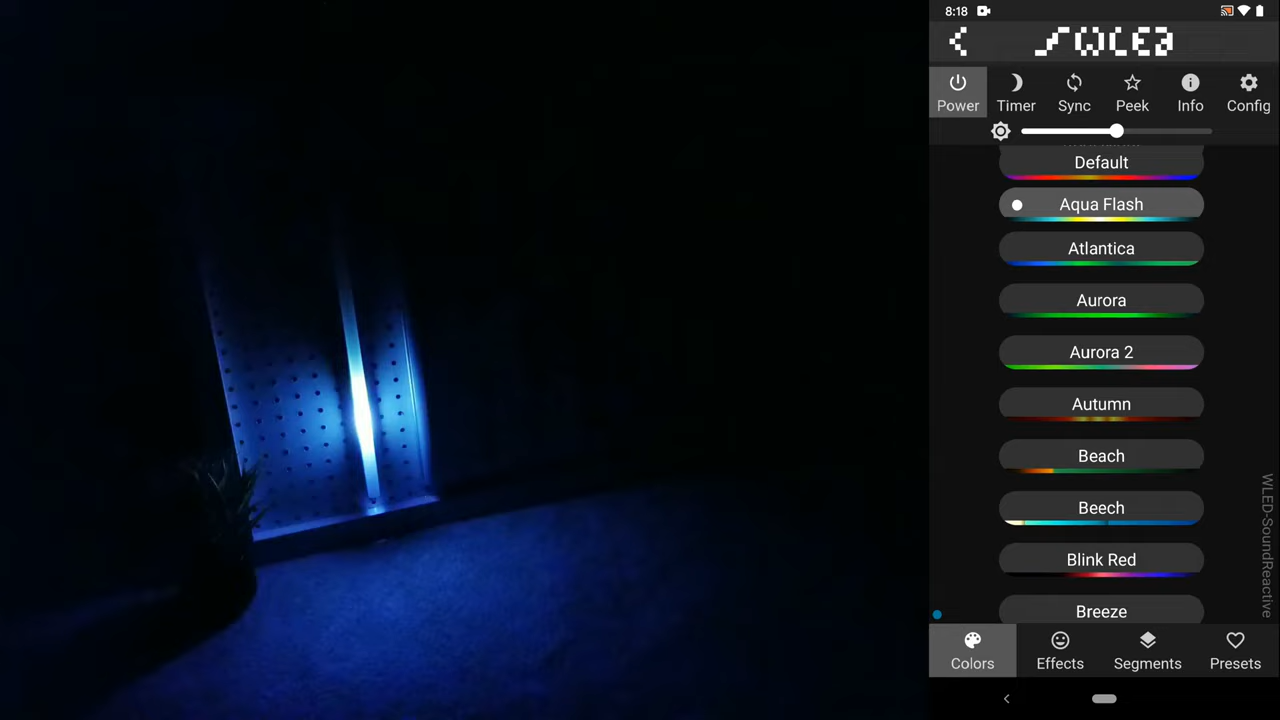 8:18
SWLED
Power Timer Sync Peek Info Config
Default
Aqua Flash
Atlantica
Aurora
Aurora 2
Autumn
Beach
Beech
Blink Red
Breeze
WLED-SoundReactive
Colors Effects Segments Presets